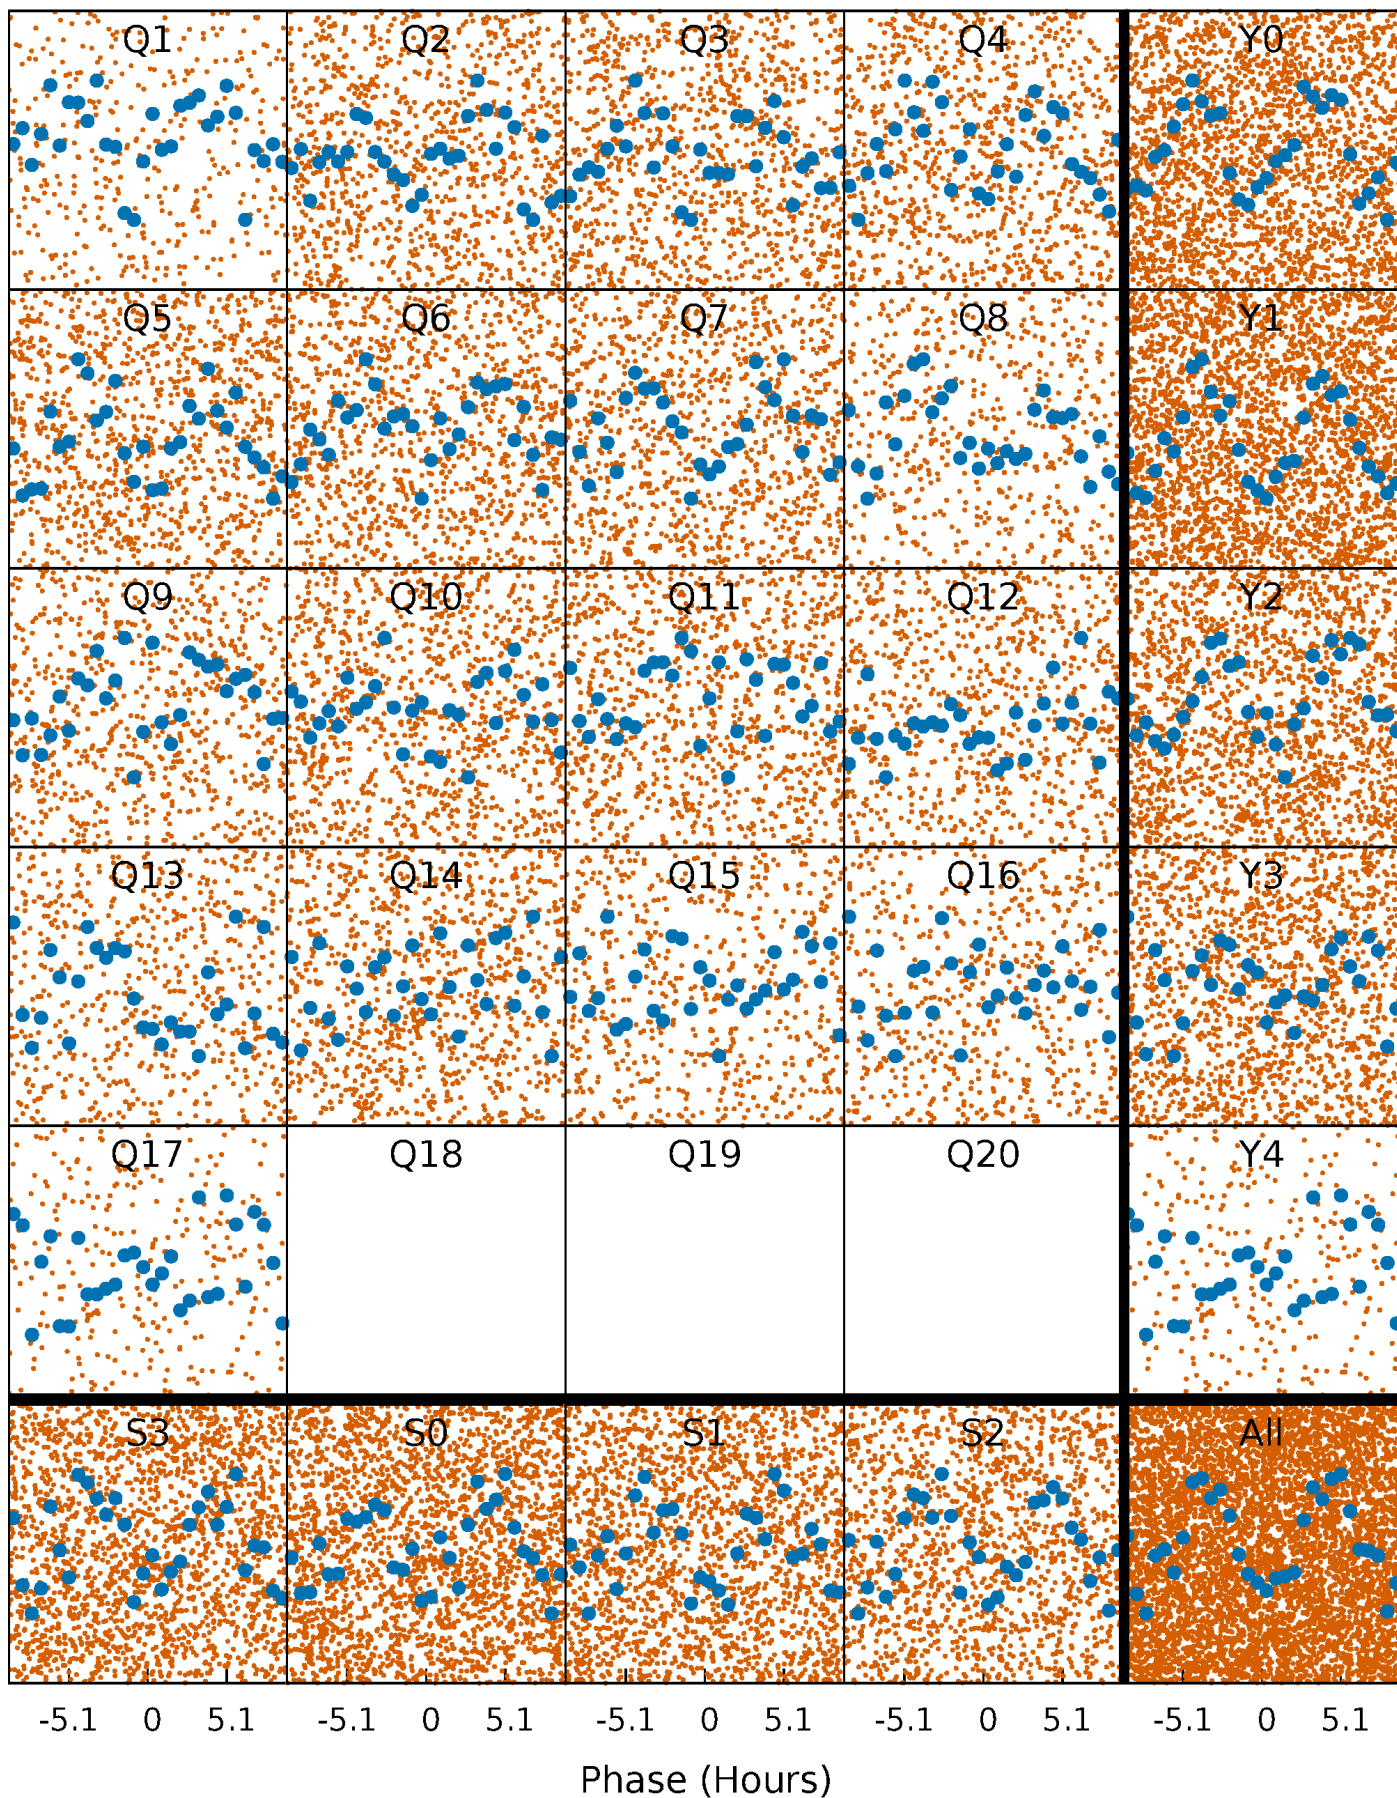 Q1 Q2 Q3 Q4 Y0
Q5 Q6 Q7 Q8 Y1
Q9 Q10 Q11 Q12 Y2
Q13 Q14 Q15 Q16 Y3
Q17 Q18 Q19 Q20 Y4
S3 S0 S1 S2 All
-5.1 0 5.1 -5.1 0 5.1 -5.1 0 5.1 -5.1 0 5.1 -5.1 0 5.1
Phase (Hours)